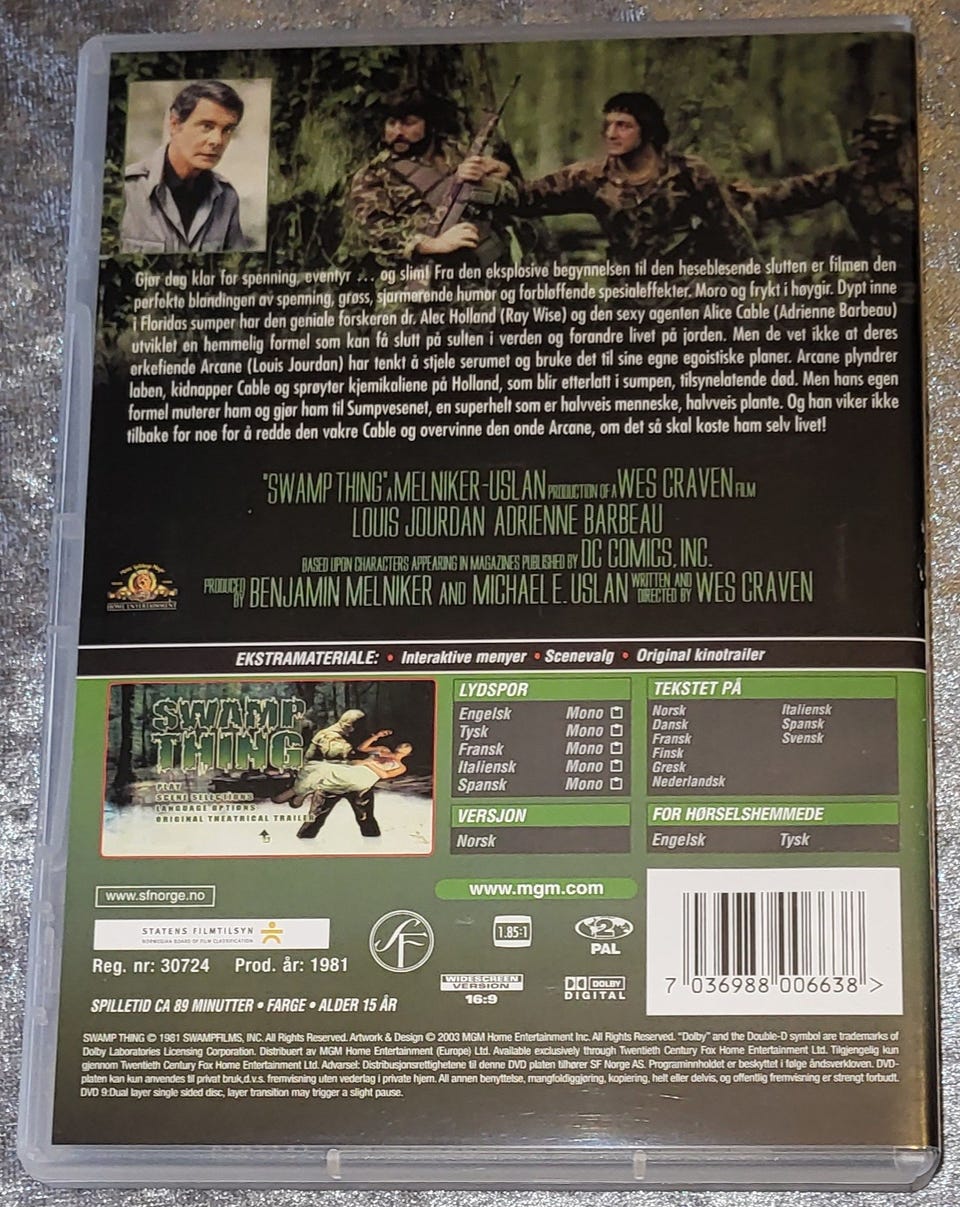 Gjør deg klar for spenning, eventyr ... og slim! Fra den eksplosive begynnelsen til den heseblesende slutten er filmen den
perfekte blandingen av spenning, grøss, sjarmerende humor og forbløffende spesialeffekter. Moro og frykt i høygir. Dypt inne
i Floridas sumper har den geniale forskeren dr. Alec Holland (Ray Wise) og den sexy agenten Alice Cable (Adrienne Barbeau)
utviklet en hemmelig formel som kan få slutt på sulten i verden og forandre livet på jorden. Men de vet ikke at deres
erkefiende Arcane (Louis Jourdan) har tenkt å stjele serumet og bruke det til sine egne egoistiske planer. Arcane plyndrer
laben, kidnapper Cable og sprøyter kjemikaliene på Holland, som blir etterlatt i sumpen, tilsynelatende død. Men hans egen
formel muterer ham og gjør ham til Sumpvesenet, en superhelt som er halvveis menneske, halvveis plante. Og han viker ikke
tilbake for noe for å redde den vakre Cable og overvinne den onde Arcane, om det så skal koste ham selv livet!
"SWAMP THING" A MELNIKER-USLAN PRODUCTION OF A WES CRAVEN FILM
LOUIS JOURDAN ADRIENNE BARBEAU
BASED UPON CHARACTERS APPEARING IN MAGAZINES PUBLISHED BY DC COMICS, INC.
PRODUCED BY BENJAMIN MELNIKER AND MICHAEL E. USLAN WRITTEN AND DIRECTED BY WES CRAVEN
HOME ENTERTAINMENT
EKSTRAMATERIALE: • Interaktive menyer • Scenevalg • Original kinotrailer
SWAMP
THING
PLAY
SCENE SELECTIONS
LANGUAGE OPTIONS
ORIGINAL THEATRICAL TRAILER
LYDSPOR
Engelsk Mono
Tysk Mono
Fransk Mono
Italiensk Mono
Spansk Mono
VERSJON
Norsk
TEKSTET PÅ
Norsk Italiensk
Dansk Spansk
Fransk Svensk
Finsk
Gresk
Nederlandsk
FOR HØRSELSHEMMEDE
Engelsk Tysk
www.sfnorge.no
www.mgm.com
STATENS FILMTILSYN
NORWEGIAN BOARD OF FILM CLASSIFICATION
Reg. nr: 30724 Prod. år: 1981
SF
1.85:1
2
PAL
WIDESCREEN
VERSION
16:9
DOLBY
DIGITAL
7 036988 006638 >
SPILLETID CA 89 MINUTTER • FARGE • ALDER 15 ÅR
SWAMP THING © 1981 SWAMPFILMS, INC. All Rights Reserved. Artwork & Design © 2003 MGM Home Entertainment Inc. All Rights Reserved. "Dolby" and the Double-D symbol are trademarks of
Dolby Laboratories Licensing Corporation. Distribuert av MGM Home Entertainment (Europe) Ltd. Available exclusively through Twentieth Century Fox Home Entertainment Ltd. Tilgjengelig kun
gjennom Twentieth Century Fox Home Entertainment Ltd. Advarsel: Distribusjonsrettighetene til denne DVD platen tilhører SF Norge AS. Programinnholdet er beskyttet i følge åndsverkloven. DVD-
platen kan kun anvendes til privat bruk,d.v.s. fremvisning uten vederlag i private hjem. All annen benyttelse, mangfoldiggjøring, kopiering, helt eller delvis, og offentlig fremvisning er strengt forbudt.
DVD 9:Dual layer single sided disc, layer transition may trigger a slight pause.